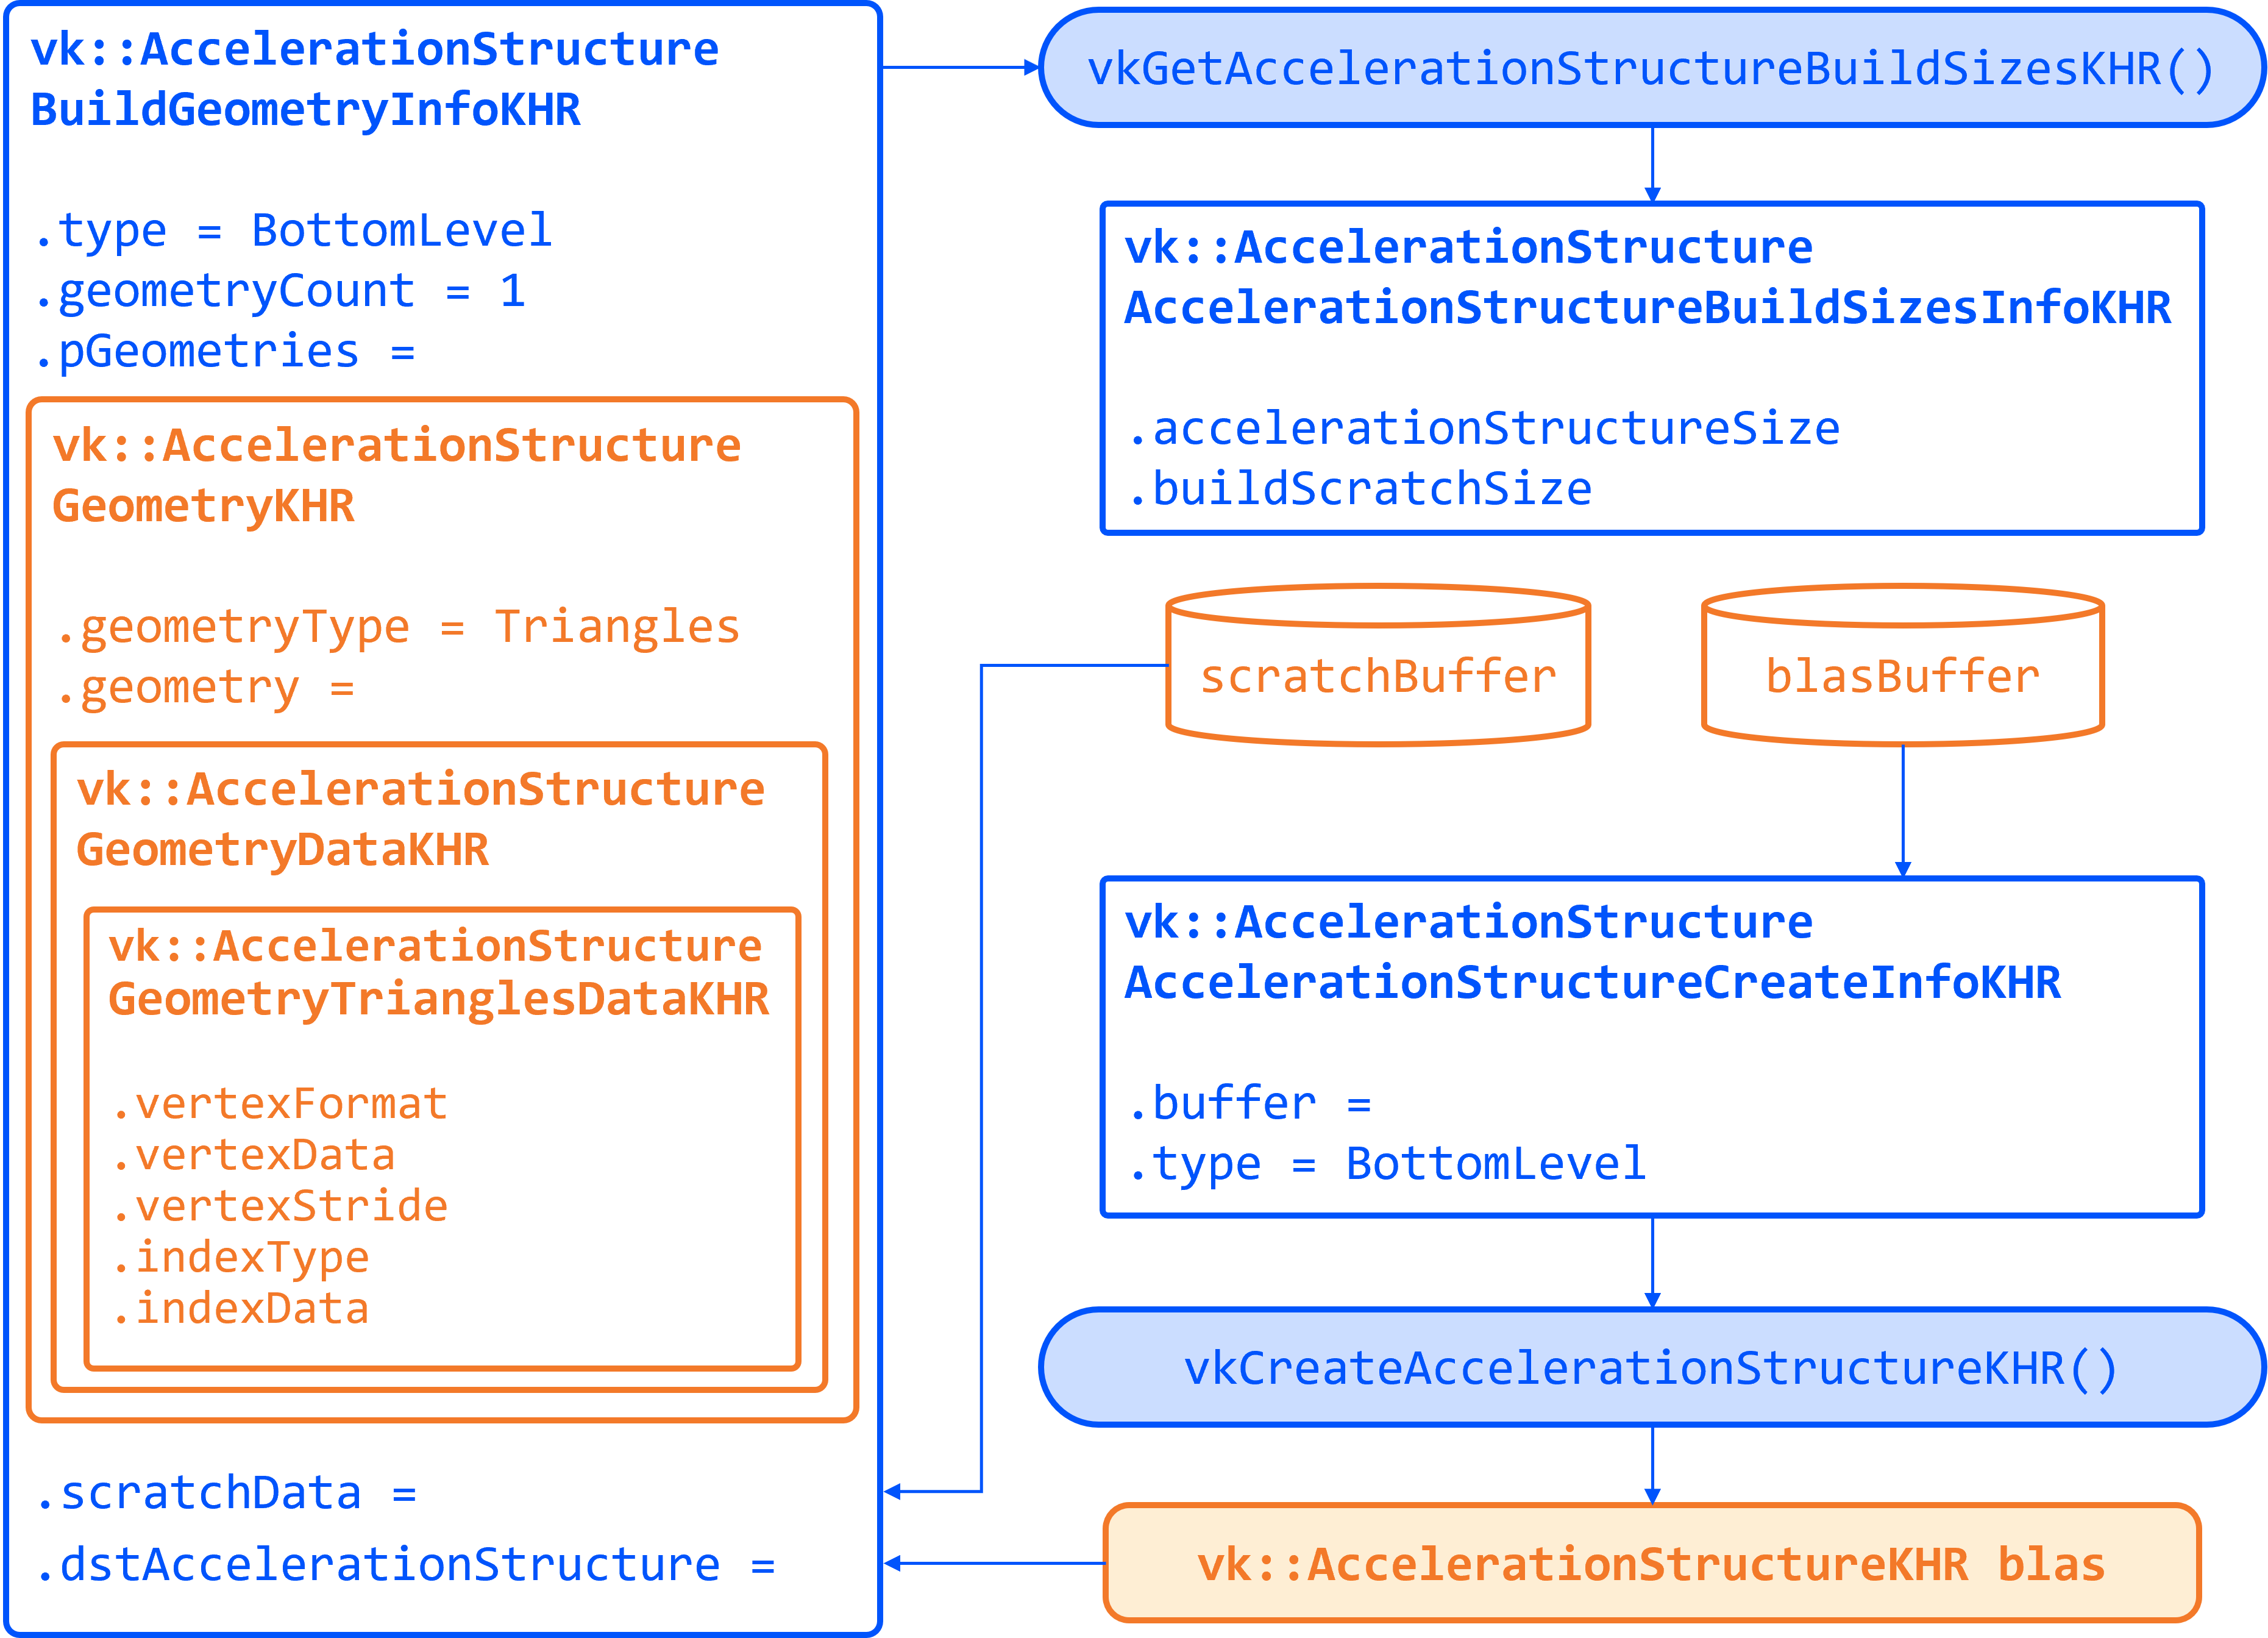 vk::AccelerationStructure
BuildGeometryInfoKHR
.type = BottomLevel
.geometryCount = 1
.pGeometries =
vk::AccelerationStructure
GeometryKHR
.geometryType = Triangles
.geometry =
vk::AccelerationStructure
GeometryDataKHR
vk::AccelerationStructure
GeometryTrianglesDataKHR
.vertexFormat
.vertexData
.vertexStride
.indexType
.indexData
.scratchData =
.dstAccelerationStructure =
vkGetAccelerationStructureBuildSizesKHR()
vk::AccelerationStructure
AccelerationStructureBuildSizesInfoKHR
.accelerationStructureSize
.buildScratchSize
scratchBuffer
blasBuffer
vk::AccelerationStructure
AccelerationStructureCreateInfoKHR
.buffer =
.type = BottomLevel
vkCreateAccelerationStructureKHR()
vk::AccelerationStructureKHR blas